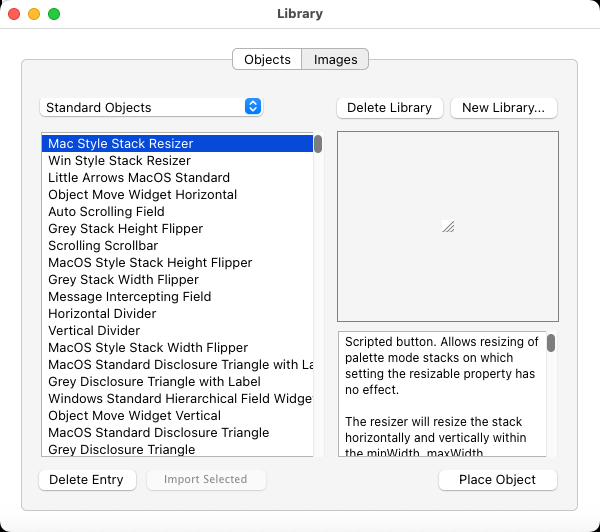 Library
Objects
Images
Standard Objects
Delete Library
New Library...
Mac Style Stack Resizer
Win Style Stack Resizer
Little Arrows MacOS Standard
Object Move Widget Horizontal
Auto Scrolling Field
Grey Stack Height Flipper
Scrolling Scrollbar
MacOS Style Stack Height Flipper
Grey Stack Width Flipper
Message Intercepting Field
Horizontal Divider
Vertical Divider
MacOS Style Stack Width Flipper
MacOS Standard Disclosure Triangle with La
Grey Disclosure Triangle with Label
Windows Standard Hierarchical Field Widge
Object Move Widget Vertical
MacOS Standard Disclosure Triangle
Grey Disclosure Triangle
Scripted button. Allows resizing of
palette mode stacks on which
setting the resizable property has
no effect.
The resizer will resize the stack
horizontally and vertically within
the minWidth, maxWidth,
Delete Entry
Import Selected
Place Object